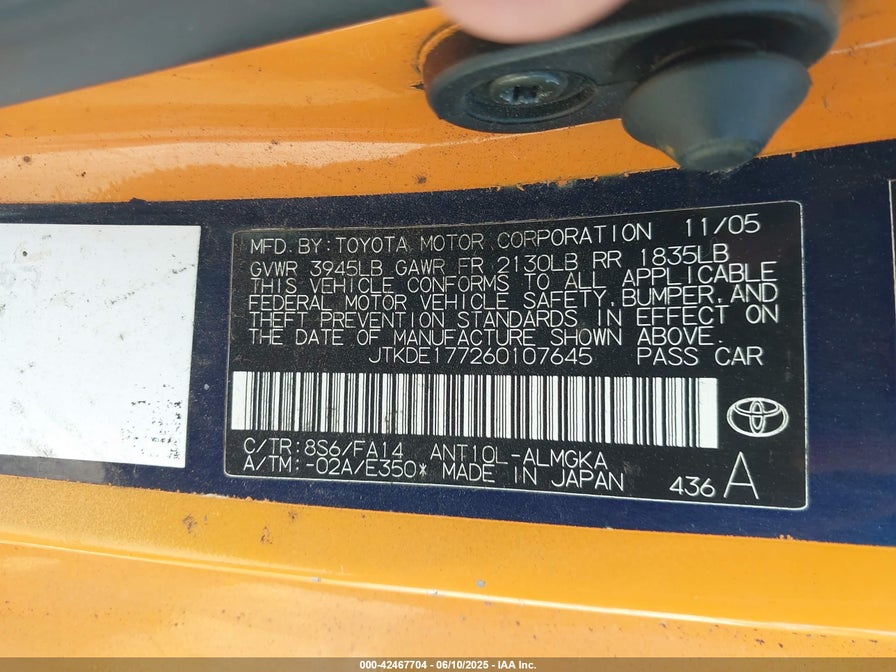 MFD. BY: TOYOTA MOTOR CORPORATION 11/05
GVWR 3945LB GAWR FR 2130LB RR 1835LB
THIS VEHICLE CONFORMS TO ALL APPLICABLE
FEDERAL MOTOR VEHICLE SAFETY, BUMPER, AND
THEFT PREVENTION STANDARDS IN EFFECT ON
THE DATE OF MANUFACTURE SHOWN ABOVE.
JTKDE177260107645 PASS CAR
C/TR: 8S6/FA14 ANT10L-ALMGKA
A/TM: -02A/E350* MADE IN JAPAN 436 A
000-42467704 - 06/10/2025 - IAA Inc.